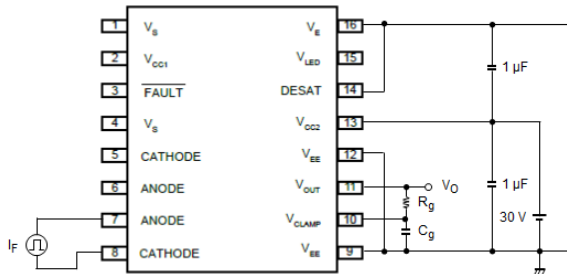 1 V_S V_E 16
2 V_CC1 V_LED 15
3 FAULT DESAT 14
4 V_S V_CC2 13
5 CATHODE V_EE 12
6 ANODE V_OUT 11
7 ANODE V_CLAMP 10
8 CATHODE V_EE 9
I_F
1 µF
1 µF
V_O
R_g
C_g
30 V